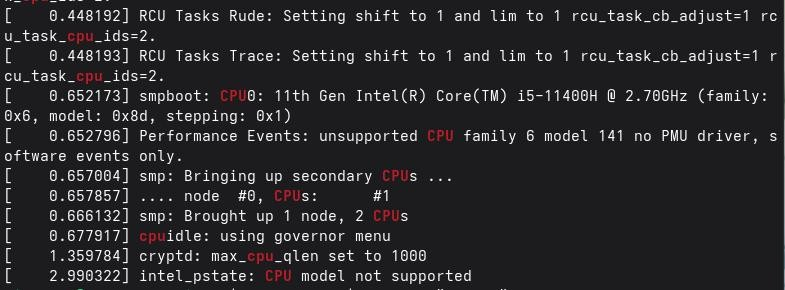 [    0.448192] RCU Tasks Rude: Setting shift to 1 and lim to 1 rcu_task_cb_adjust=1 rc
u_task_cpu_ids=2.
[    0.448193] RCU Tasks Trace: Setting shift to 1 and lim to 1 rcu_task_cb_adjust=1 r
cu_task_cpu_ids=2.
[    0.652173] smpboot: CPU0: 11th Gen Intel(R) Core(TM) i5-11400H @ 2.70GHz (family:
0x6, model: 0x8d, stepping: 0x1)
[    0.652796] Performance Events: unsupported CPU family 6 model 141 no PMU driver, s
oftware events only.
[    0.657004] smp: Bringing up secondary CPUs ...
[    0.657857] .... node  #0, CPUs:      #1
[    0.666132] smp: Brought up 1 node, 2 CPUs
[    0.677917] cpuidle: using governor menu
[    1.359784] cryptd: max_cpu_qlen set to 1000
[    2.990322] intel_pstate: CPU model not supported